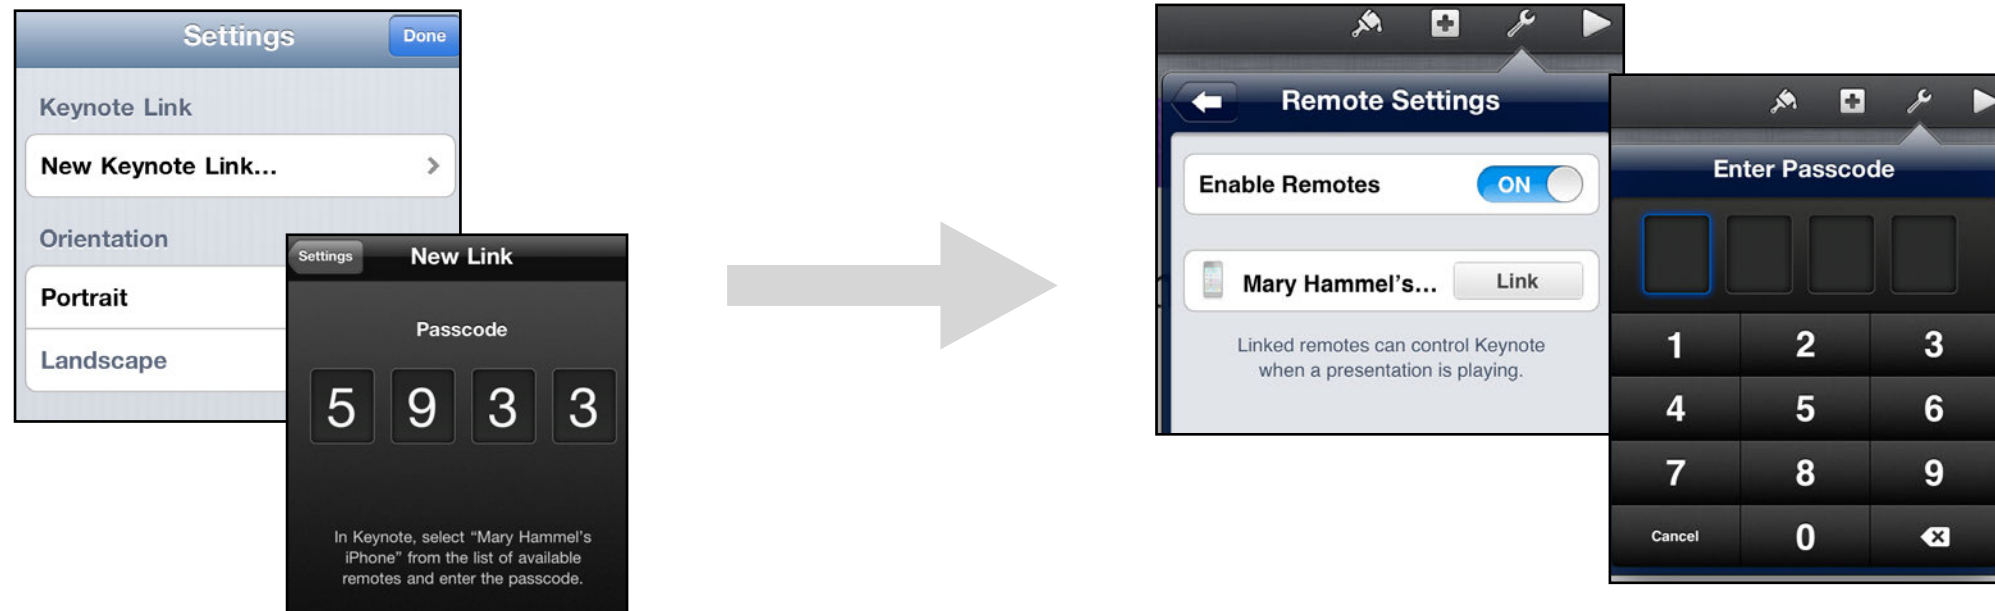 Settings
Done
Keynote Link
New Keynote Link...
Orientation
Portrait
Landscape
Settings
New Link
Passcode
5 9 3 3
In Keynote, select “Mary Hammel’s
iPhone” from the list of available
remotes and enter the passcode.
Remote Settings
Enable Remotes
ON
Mary Hammel’s...
Link
Linked remotes can control Keynote
when a presentation is playing.
Enter Passcode
1 2 3
4 5 6
7 8 9
Cancel 0